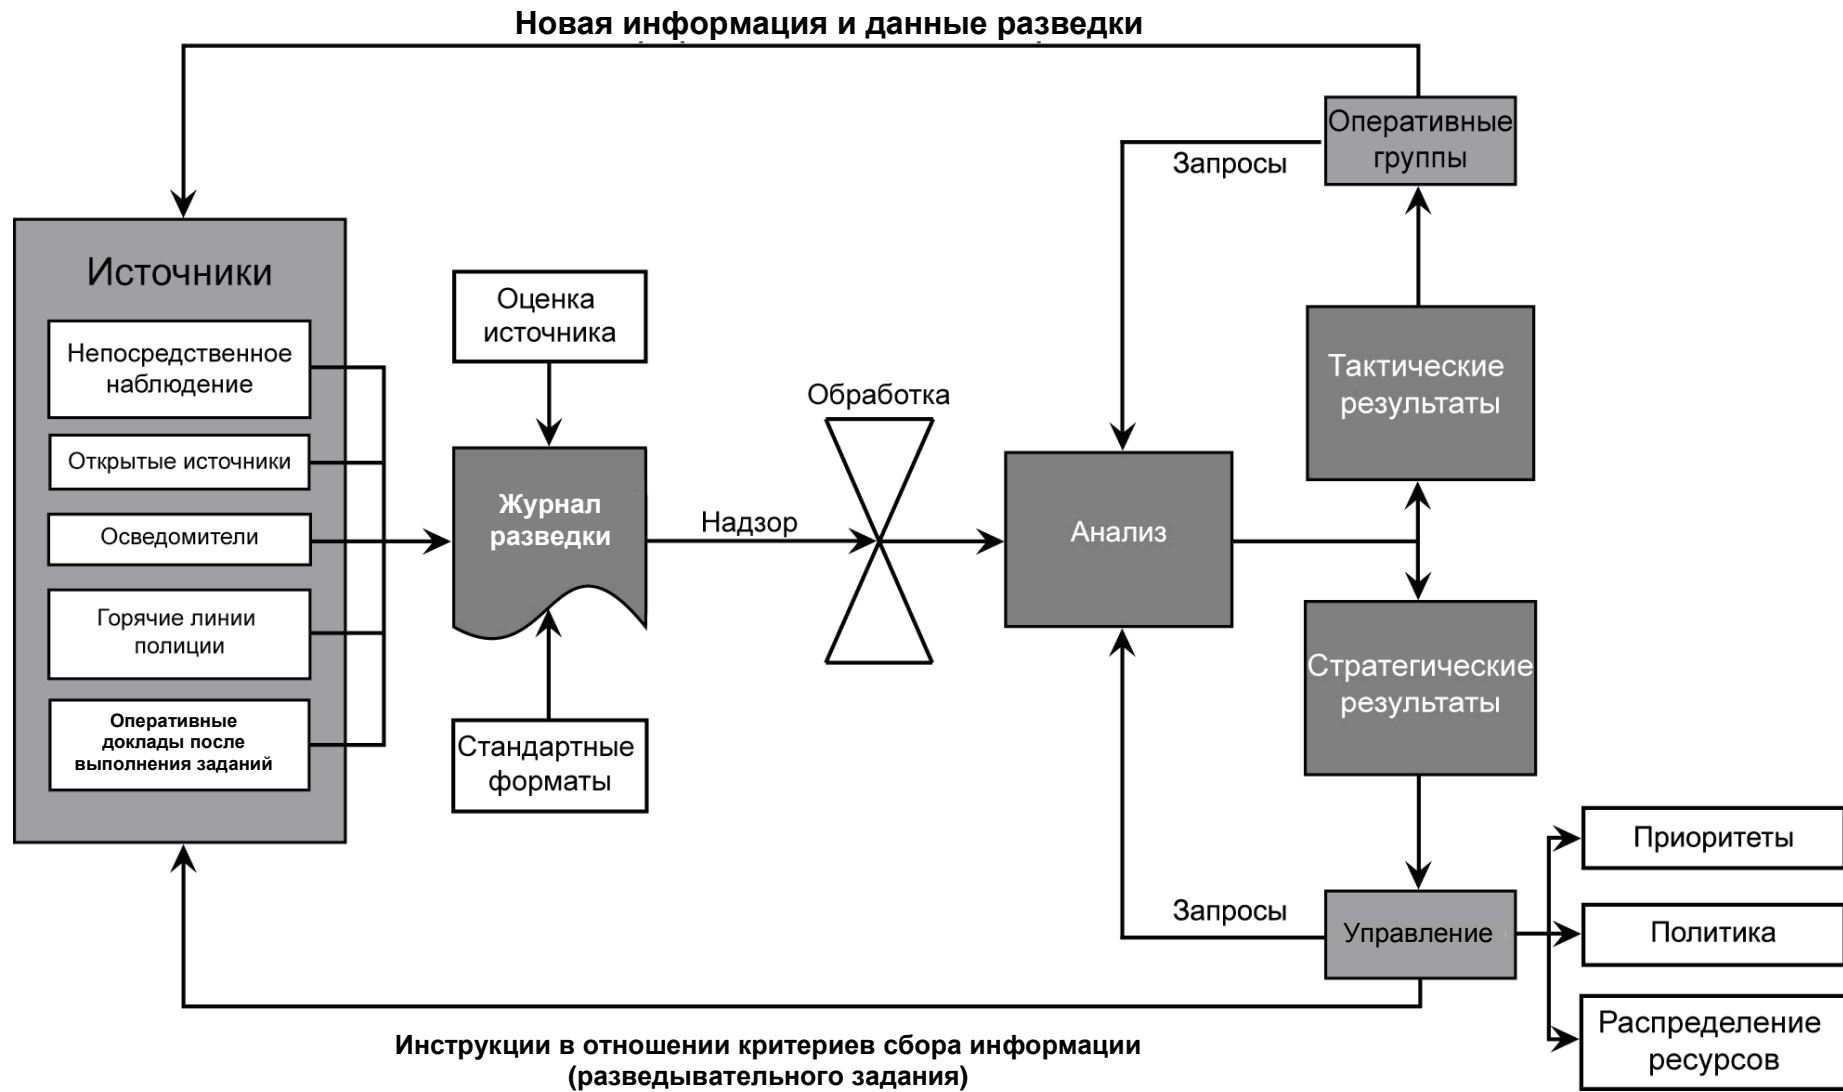 Новая информация и данные разведки
Оперативные
группы
Запросы
Источники
Непосредственное
наблюдение
Открытые источники
Осведомители
Горячие линии
полиции
Оперативные
доклады после
выполнения заданий
Оценка
источника
Журнал
разведки
Стандартные
форматы
Надзор
Обработка
Анализ
Тактические
результаты
Стратегические
результаты
Запросы
Управление
Приоритеты
Политика
Распределение
ресурсов
Инструкции в отношении критериев сбора информации
(разведывательного задания)